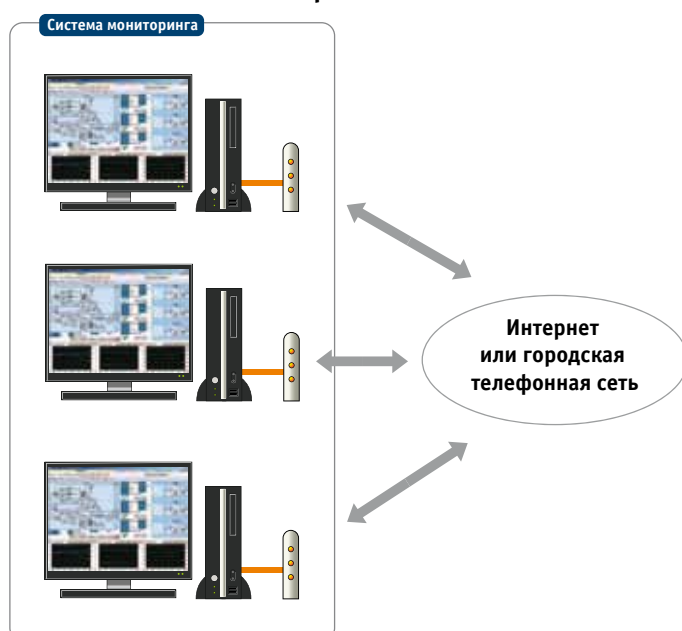 Система мониторинга
Интернет
или городская
телефонная сеть